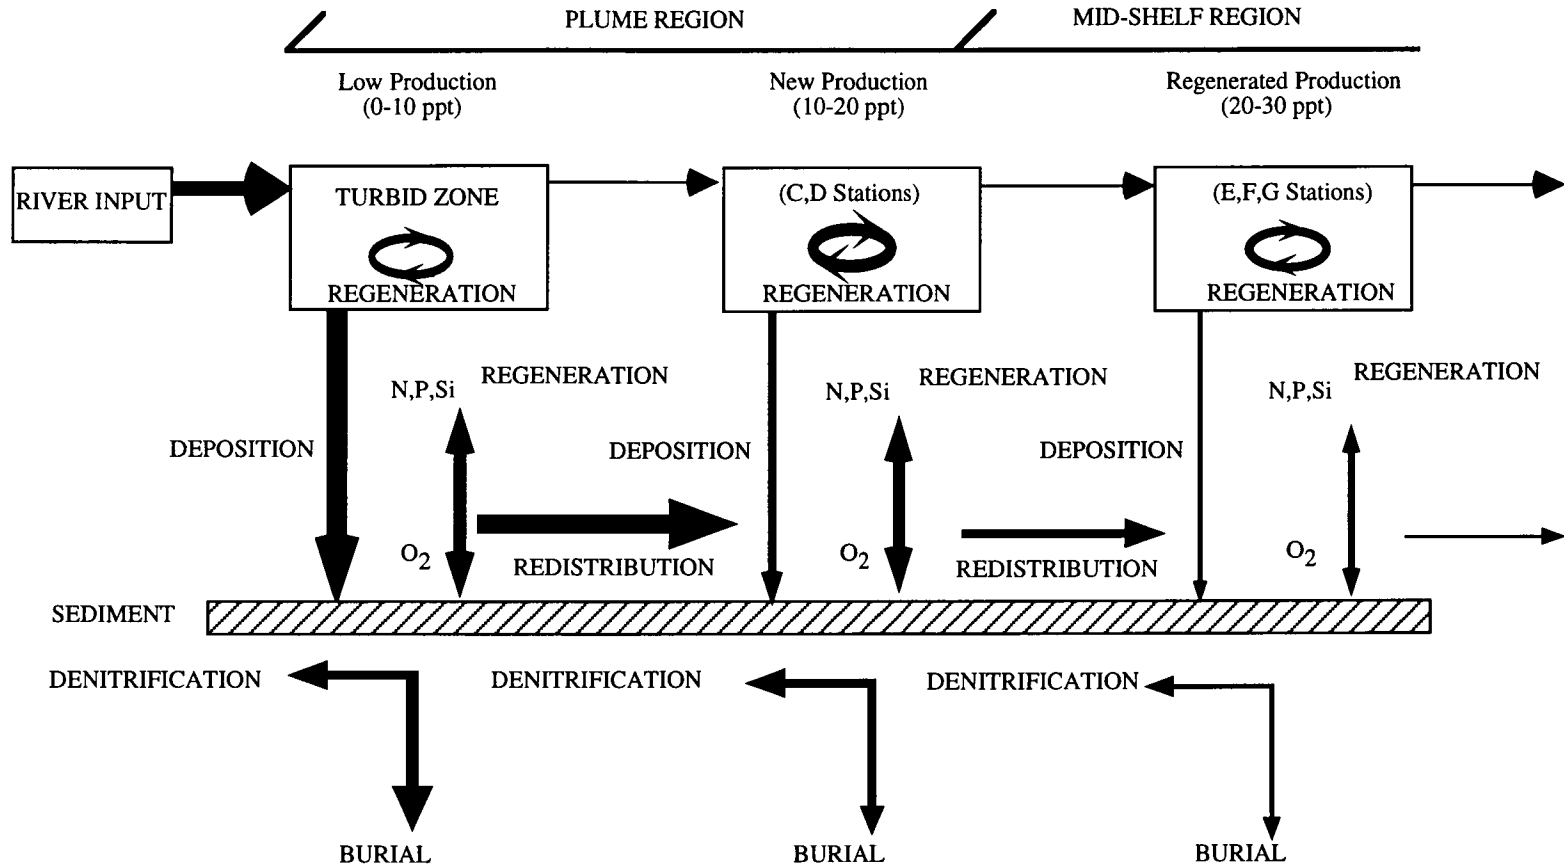 PLUME REGION
MID-SHELF REGION
Low Production
(0-10 ppt)
New Production
(10-20 ppt)
Regenerated Production
(20-30 ppt)
RIVER INPUT
TURBID ZONE
REGENERATION
(C,D Stations)
REGENERATION
(E,F,G Stations)
REGENERATION
N,P,Si
REGENERATION
N,P,Si
REGENERATION
N,P,Si
REGENERATION
DEPOSITION
DEPOSITION
DEPOSITION
O2
REDISTRIBUTION
O2
REDISTRIBUTION
O2
SEDIMENT
DENITRIFICATION
DENITRIFICATION
DENITRIFICATION
BURIAL
BURIAL
BURIAL